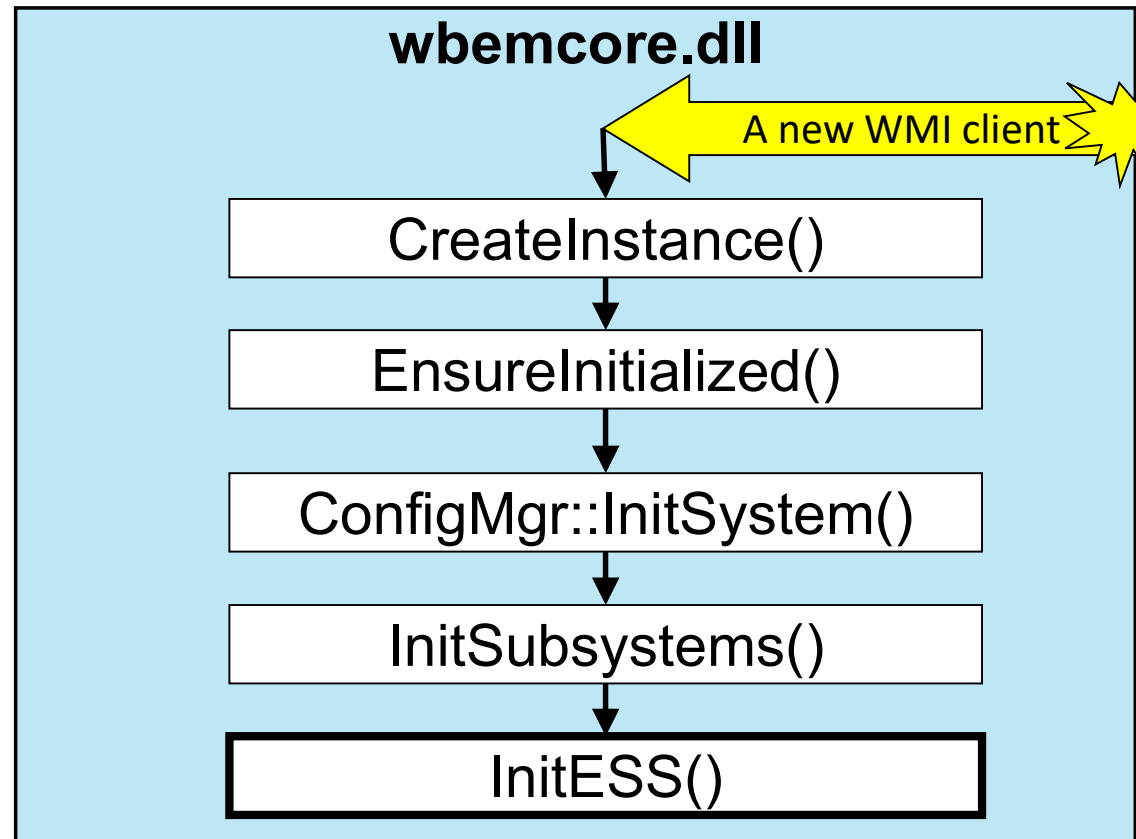 wbemcore.dll
A new WMI client
CreateInstance()
EnsureInitialized()
ConfigMgr::InitSystem()
InitSubsystems()
InitESS()